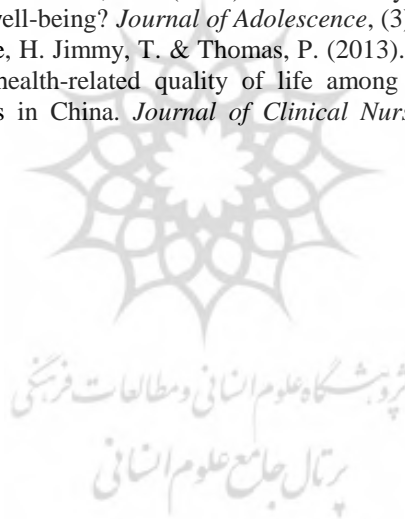 well-being? Journal of Adolescence, (3)
e, H. Jimmy, T. & Thomas, P. (2013).
health-related quality of life among
s in China. Journal of Clinical Nurs
پژوهشگاه علوم انسانی و مطالعات فرهنگی
پرتال جامع علوم انسانی